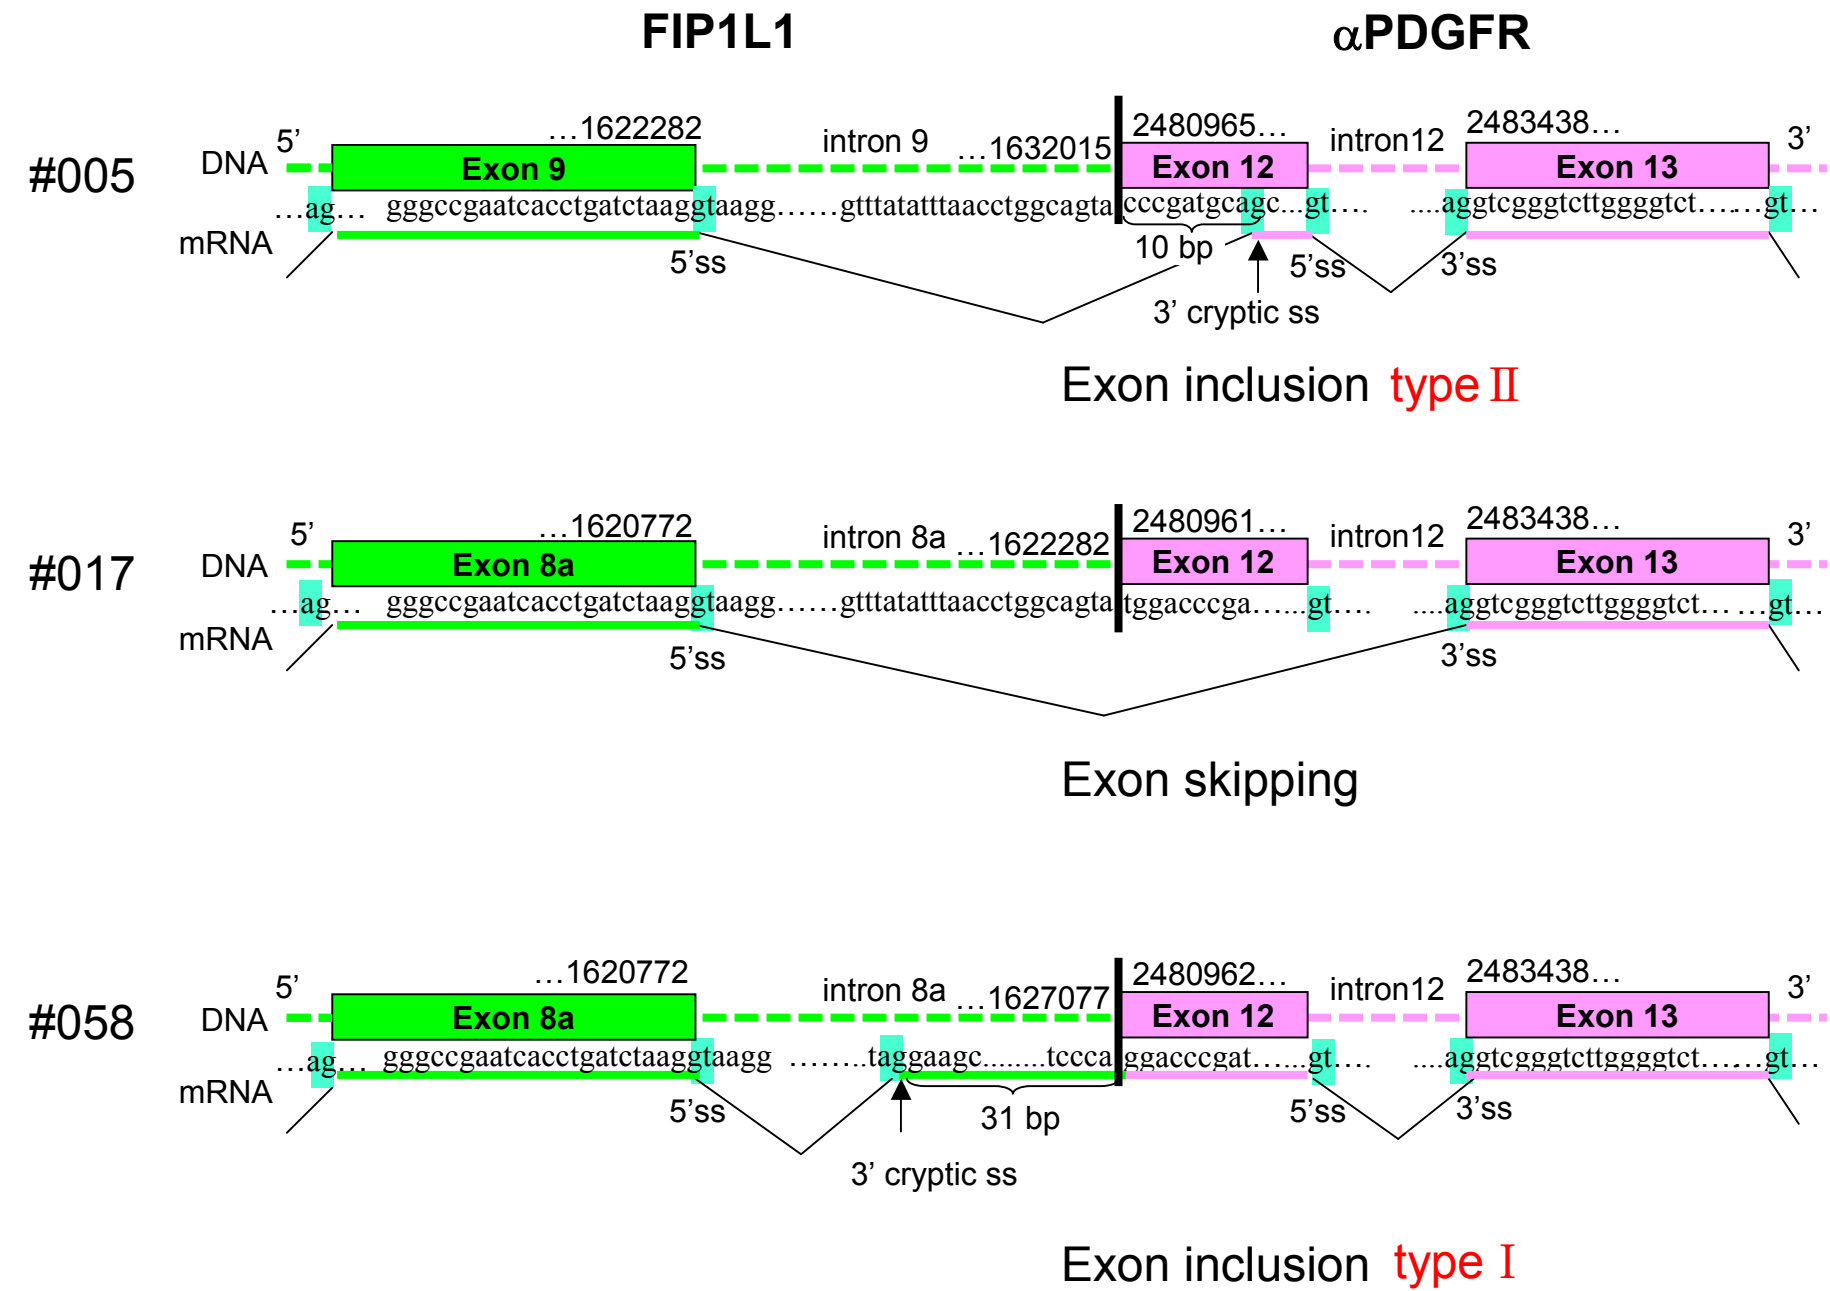 FIP1L1 αPDGFR
#005
5’ …1622282 intron 9 …1632015 2480965… intron12 2483438… 3’
DNA Exon 9 Exon 12 Exon 13
…ag… gggccgaatcacctgatctaaggtaagg……gtttatatttaacctggcagta cccgatgcagc...gt…. ....aggtcgggtcttggggtct…...…gt…
mRNA 5’ss 10 bp 5’ss 3’ss
3’ cryptic ss
Exon inclusion type Ⅱ
#017
5’ …1620772 intron 8a …1622282 2480961… intron12 2483438… 3’
DNA Exon 8a Exon 12 Exon 13
…ag… gggccgaatcacctgatctaaggtaagg……gtttatatttaacctggcagta tggacccga…...gt…. ....aggtcgggtcttggggtct… …gt…
mRNA 5’ss 3’ss
Exon skipping
#058
5’ …1620772 intron 8a …1627077 2480962… intron12 2483438… 3’
DNA Exon 8a Exon 12 Exon 13
…ag… gggccgaatcacctgatctaaggtaagg ……..taggaagc........tccca ggacccgat…...gt…. ....aggtcgggtcttggggtct…...…gt…
mRNA 5’ss 31 bp 5’ss 3’ss
3’ cryptic ss
Exon inclusion type Ⅰ